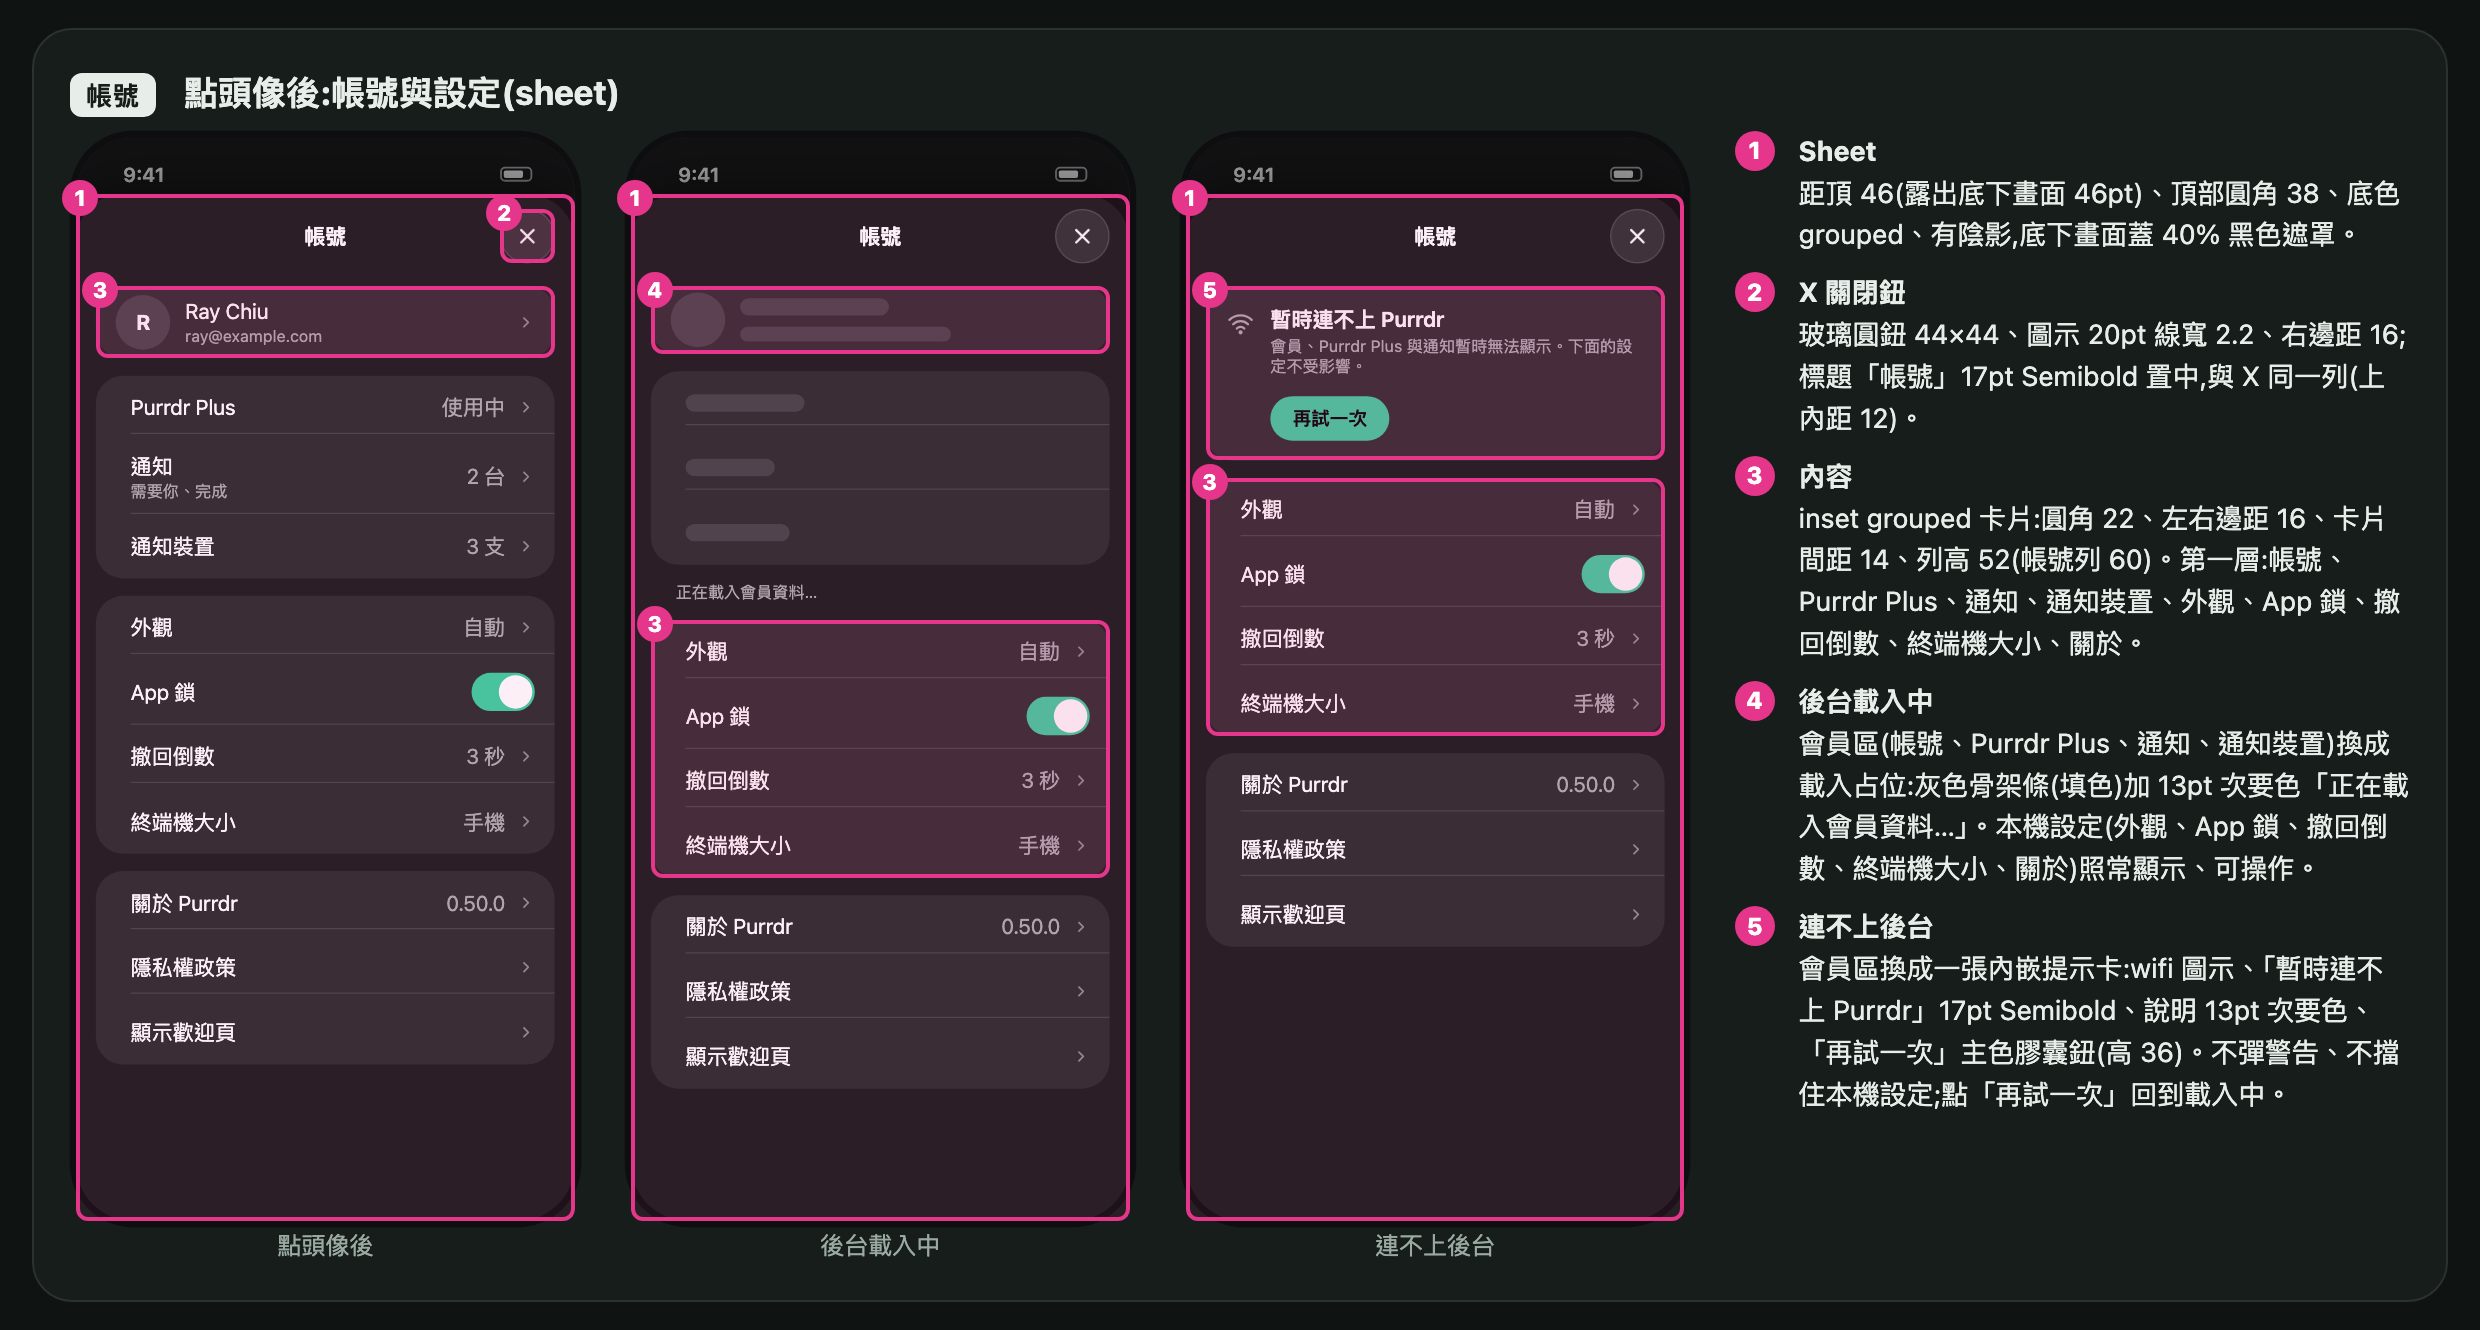 帳號 點頭像後:帳號與設定(sheet)
9:41
1
帳號
2
3
R
Ray Chiu
ray@example.com
Purrdr Plus 使用中
通知
需要你、完成
2 台
通知裝置 3 支
外觀 自動
App 鎖
撤回倒數 3 秒
終端機大小 手機
關於 Purrdr 0.50.0
隱私權政策
顯示歡迎頁
點頭像後
9:41
1
帳號
4
正在載入會員資料...
3
外觀 自動
App 鎖
撤回倒數 3 秒
終端機大小 手機
關於 Purrdr 0.50.0
隱私權政策
顯示歡迎頁
後台載入中
9:41
1
帳號
5
暫時連不上 Purrdr
會員、Purrdr Plus 與通知暫時無法顯示。下面的設
定不受影響。
再試一次
3
外觀 自動
App 鎖
撤回倒數 3 秒
終端機大小 手機
關於 Purrdr 0.50.0
隱私權政策
顯示歡迎頁
連不上後台
1 Sheet
距頂 46(露出底下畫面 46pt)、頂部圓角 38、底色
grouped、有陰影,底下畫面蓋 40% 黑色遮罩。
2 X 關閉鈕
玻璃圓鈕 44×44、圖示 20pt 線寬 2.2、右邊距 16;
標題「帳號」17pt Semibold 置中,與 X 同一列(上
內距 12)。
3 內容
inset grouped 卡片:圓角 22、左右邊距 16、卡片
間距 14、列高 52(帳號列 60)。第一層:帳號、
Purrdr Plus、通知、通知裝置、外觀、App 鎖、撤
回倒數、終端機大小、關於。
4 後台載入中
會員區(帳號、Purrdr Plus、通知、通知裝置)換成
載入占位:灰色骨架條(填色)加 13pt 次要色「正在載
入會員資料...」。本機設定(外觀、App 鎖、撤回倒
數、終端機大小、關於)照常顯示、可操作。
5 連不上後台
會員區換成一張內嵌提示卡:wifi 圖示、「暫時連不
上 Purrdr」17pt Semibold、說明 13pt 次要色、
「再試一次」主色膠囊鈕(高 36)。不彈警告、不擋
住本機設定;點「再試一次」回到載入中。